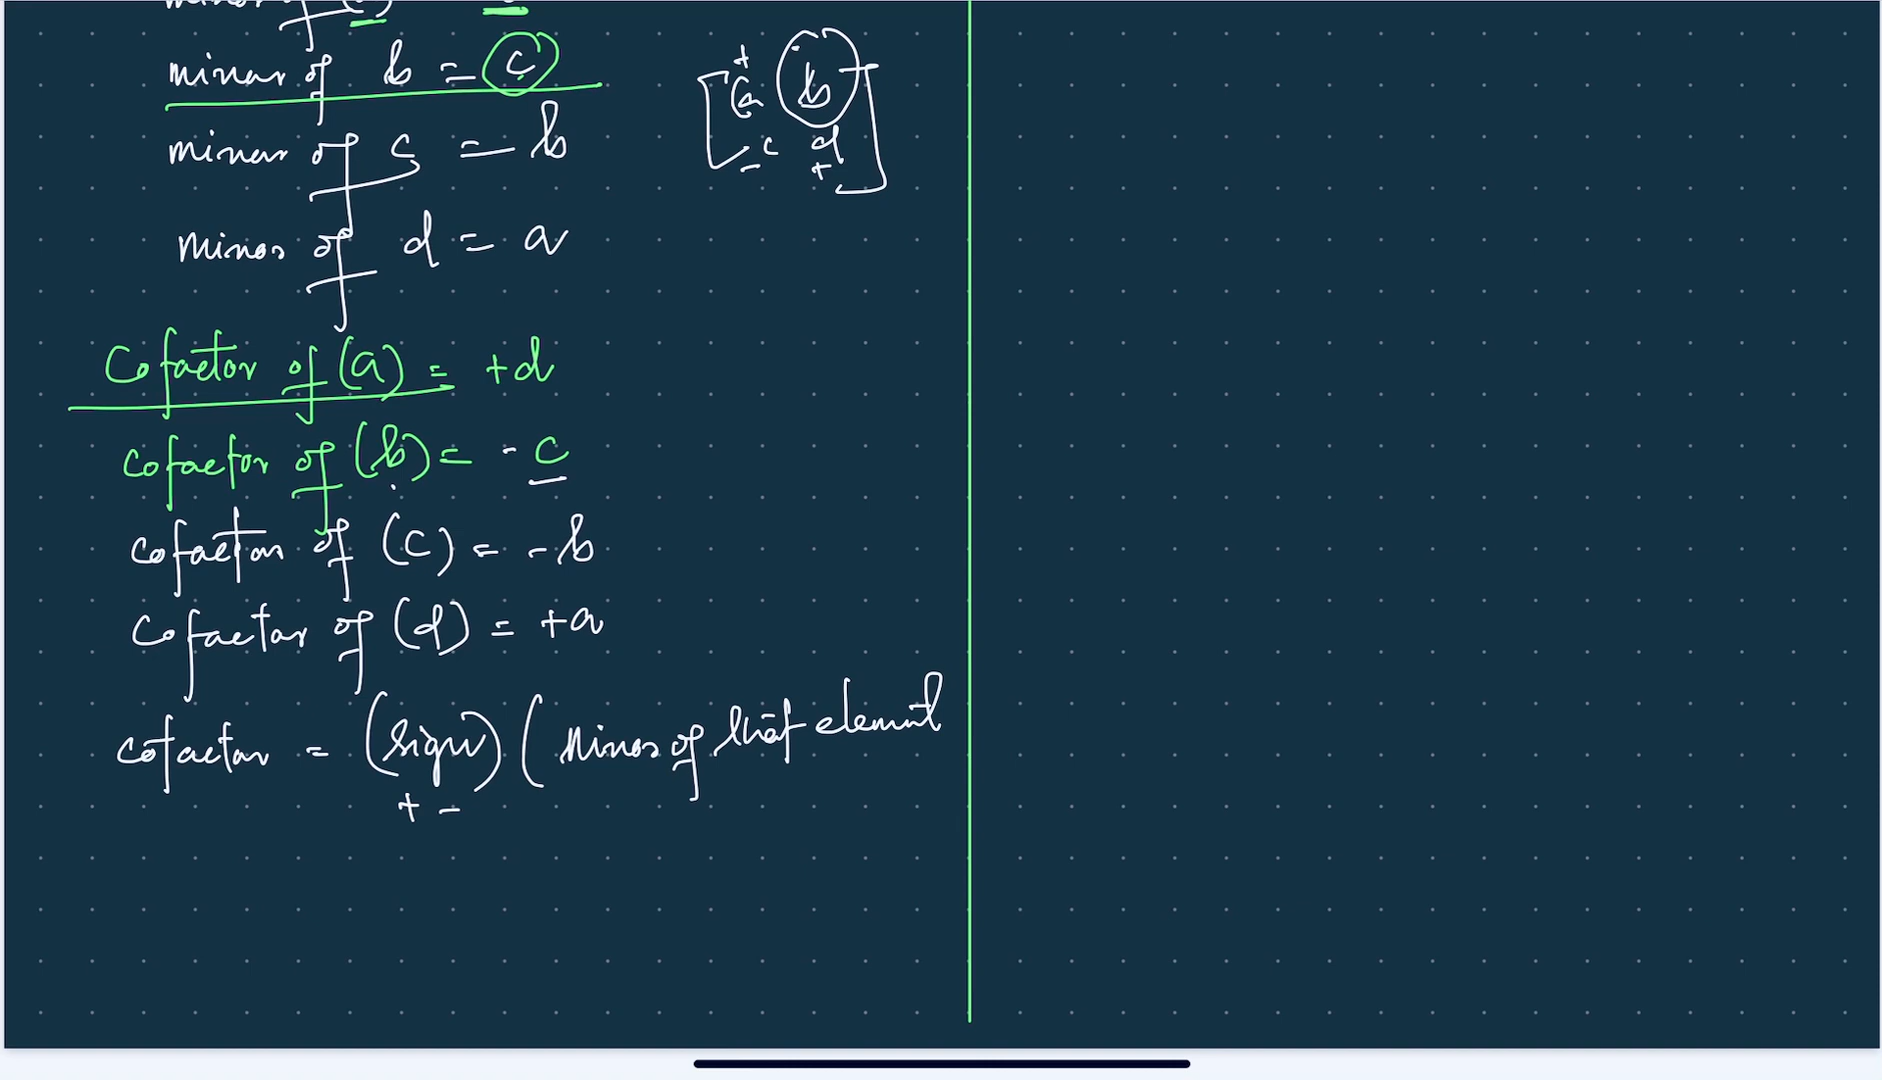 minor of b = c
minor of c = b
minor of d = a
+
a b
c d
- +
Cofactor of (a) = +d
cofactor of (b) = - c
cofactor of (c) = - b
Cofactor of (d) = +a
cofactor = (sign) ( Minor of that element
+ -